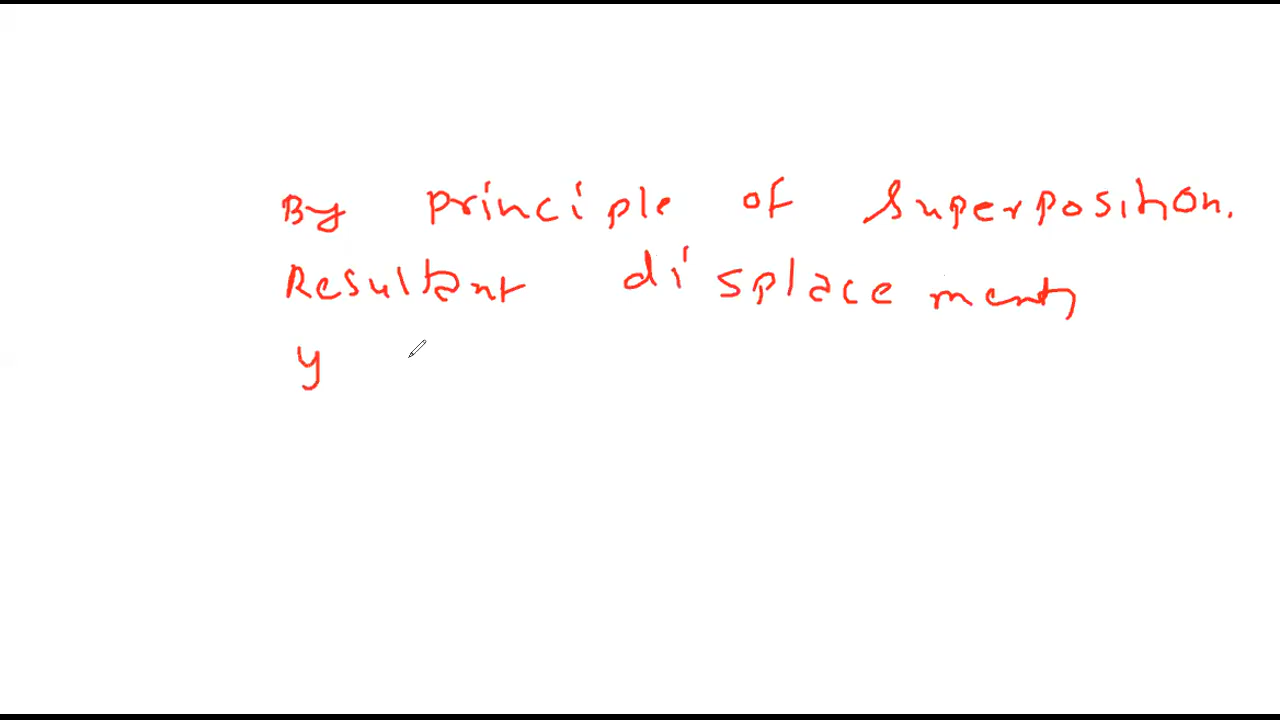 By principle of superposition.
Resultant displacement,
y